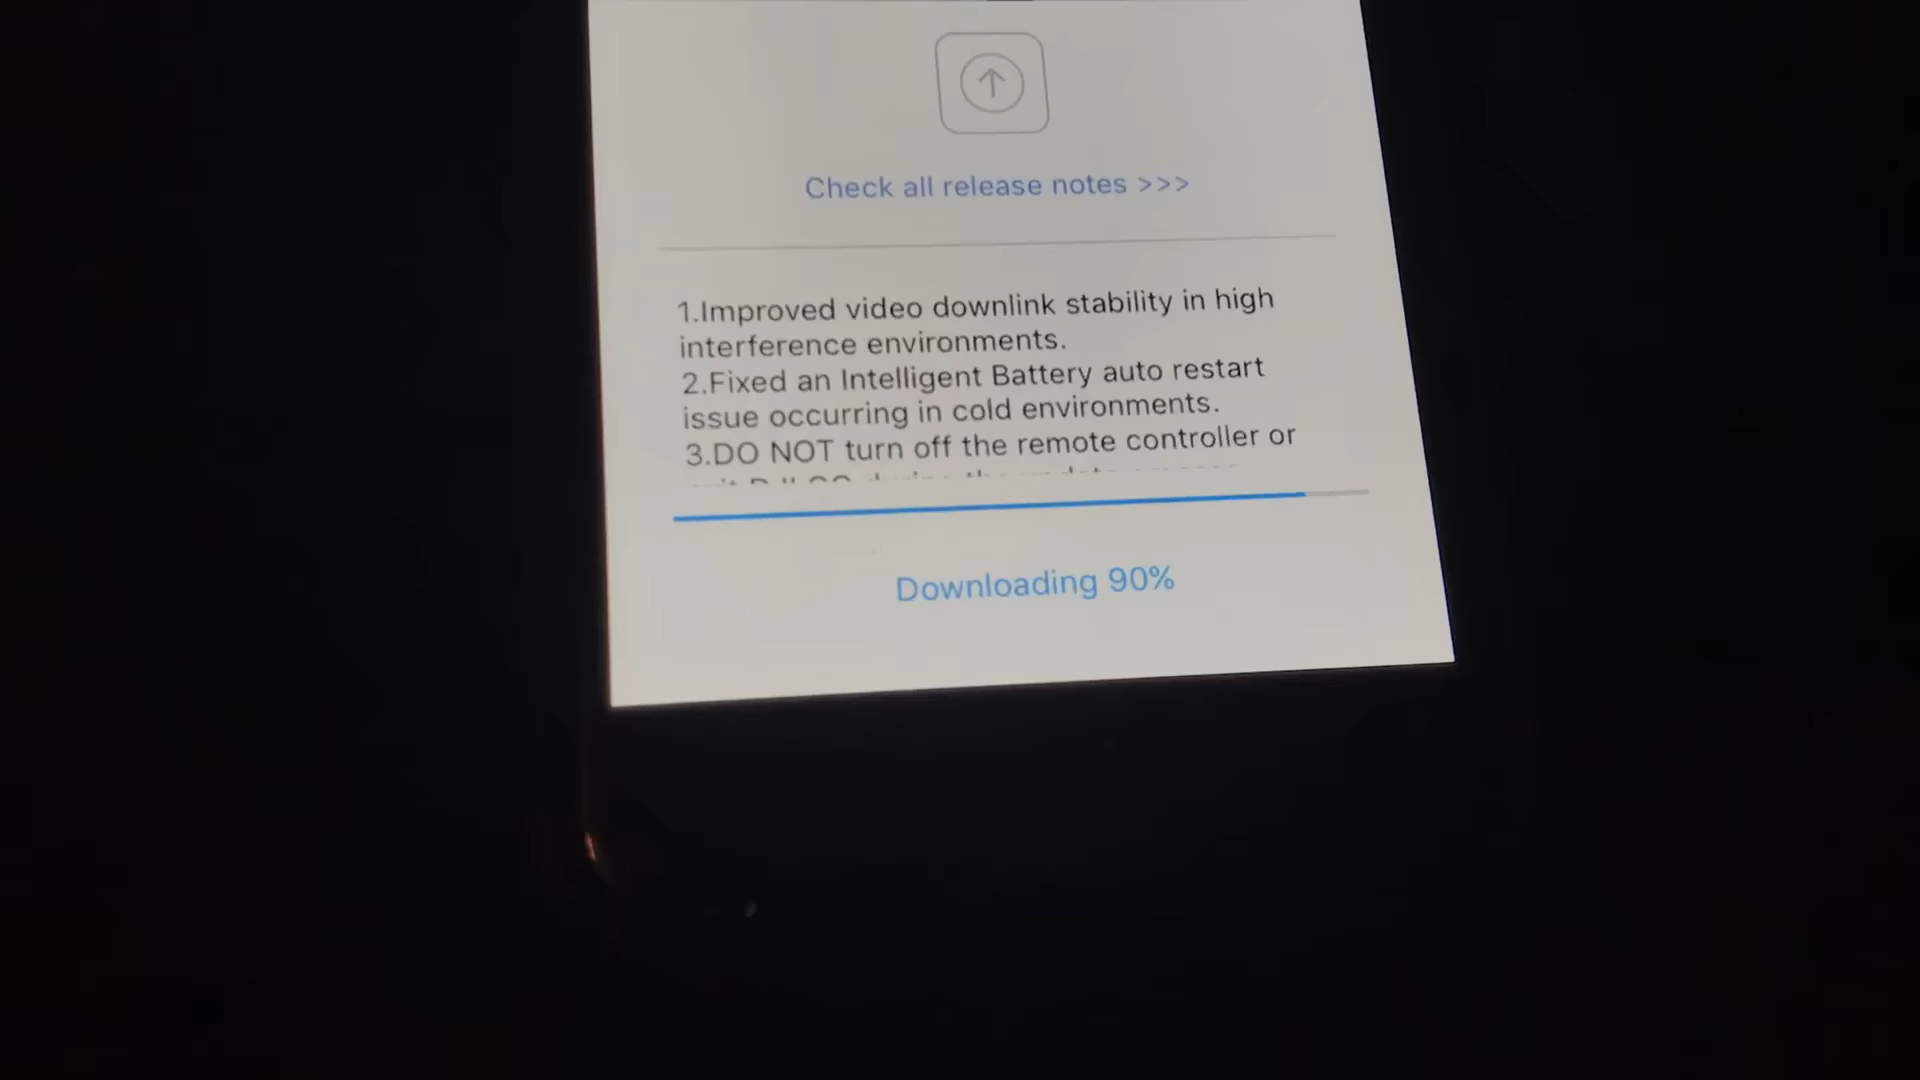 Check all release notes >>>
1.Improved video downlink stability in high
interference environments.
2.Fixed an Intelligent Battery auto restart
issue occurring in cold environments.
3.DO NOT turn off the remote controller or
Downloading 90%